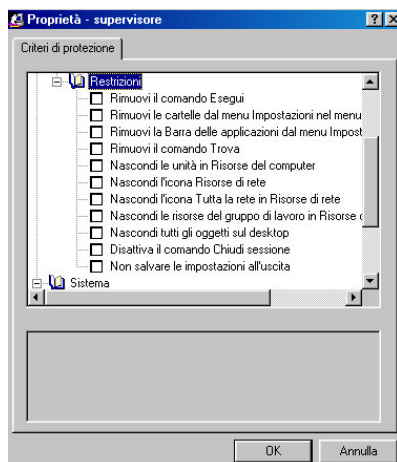 Proprietà - supervisore
Criteri di protezione
Restrizioni
Rimuovi il comando Esegui
Rimuovi le cartelle dal menu Impostazioni nel menu
Rimuovi la Barra delle applicazioni dal menu Impost
Rimuovi il comando Trova
Nascondi le unità in Risorse del computer
Nascondi l'icona Risorse di rete
Nascondi l'icona Tutta la rete in Risorse di rete
Nascondi le risorse del gruppo di lavoro in Risorse
Nascondi tutti gli oggetti sul desktop
Disattiva il comando Chiudi sessione
Non salvare le impostazioni all'uscita
Sistema
OK Annulla